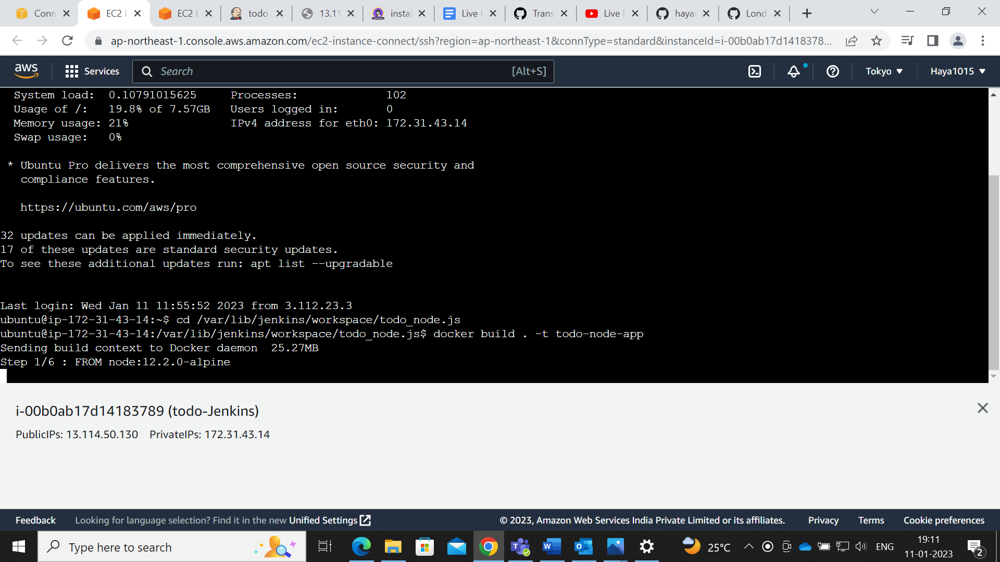 Conn
EC2
EC2
todo_
13.11
instal
Live
Trans
Live
haya
Lond
ap-northeast-1.console.aws.amazon.com/ec2-instance-connect/ssh?region=ap-northeast-1&connType=standard&instanceId=i-00b0ab17d1418378...
aws
Services
Search
[Alt+S]
Tokyo
Haya1015
System load: 0.10791015625 Processes: 102
Usage of /: 19.8% of 7.57GB Users logged in: 0
Memory usage: 21% IPv4 address for eth0: 172.31.43.14
Swap usage: 0%
* Ubuntu Pro delivers the most comprehensive open source security and
compliance features.
https://ubuntu.com/aws/pro
32 updates can be applied immediately.
17 of these updates are standard security updates.
To see these additional updates run: apt list --upgradable
Last login: Wed Jan 11 11:55:52 2023 from 3.112.23.3
ubuntu@ip-172-31-43-14:~$ cd /var/lib/jenkins/workspace/todo_node.js
ubuntu@ip-172-31-43-14:/var/lib/jenkins/workspace/todo_node.js$ docker build . -t todo-node-app
Sending build context to Docker daemon 25.27MB
Step 1/6 : FROM node:12.2.0-alpine
i-00b0ab17d14183789 (todo-Jenkins)
PublicIPs: 13.114.50.130 PrivateIPs: 172.31.43.14
Feedback
Looking for language selection? Find it in the new Unified Settings
© 2023, Amazon Web Services India Private Limited or its affiliates.
Privacy
Terms
Cookie preferences
Type here to search
25°C
ENG
19:11
11-01-2023
2